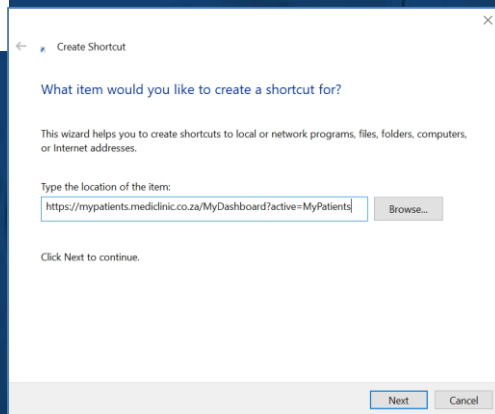 Create Shortcut
What item would you like to create a shortcut for?
This wizard helps you to create shortcuts to local or network programs, files, folders, computers,
or Internet addresses.
Type the location of the item:
https://mypatients.mediclinic.co.za/MyDashboard?active=MyPatients
Browse...
Click Next to continue.
Next
Cancel